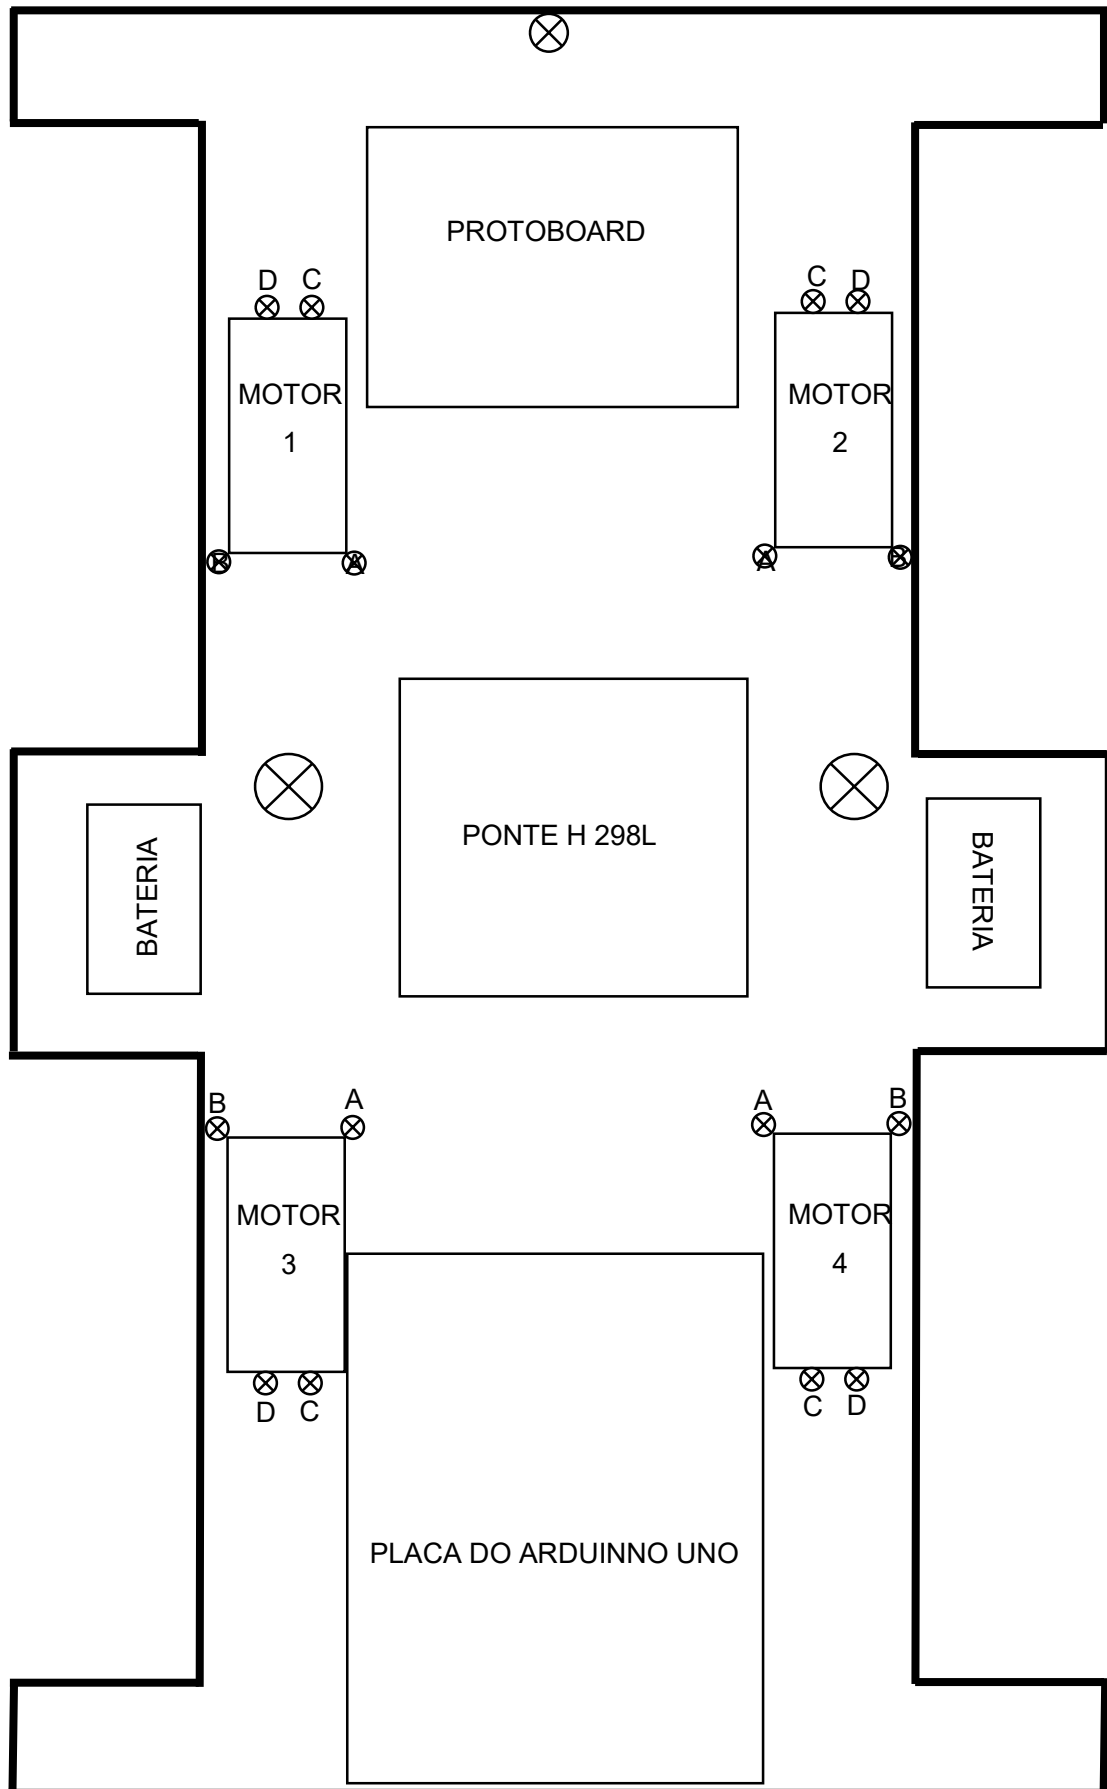 PROTOBOARD
D C
C D
MOTOR
1
MOTOR
2
B A
A B
PONTE H 298L
BATERIA
BATERIA
B A
A B
MOTOR
3
MOTOR
4
D C
C D
PLACA DO ARDUINNO UNO